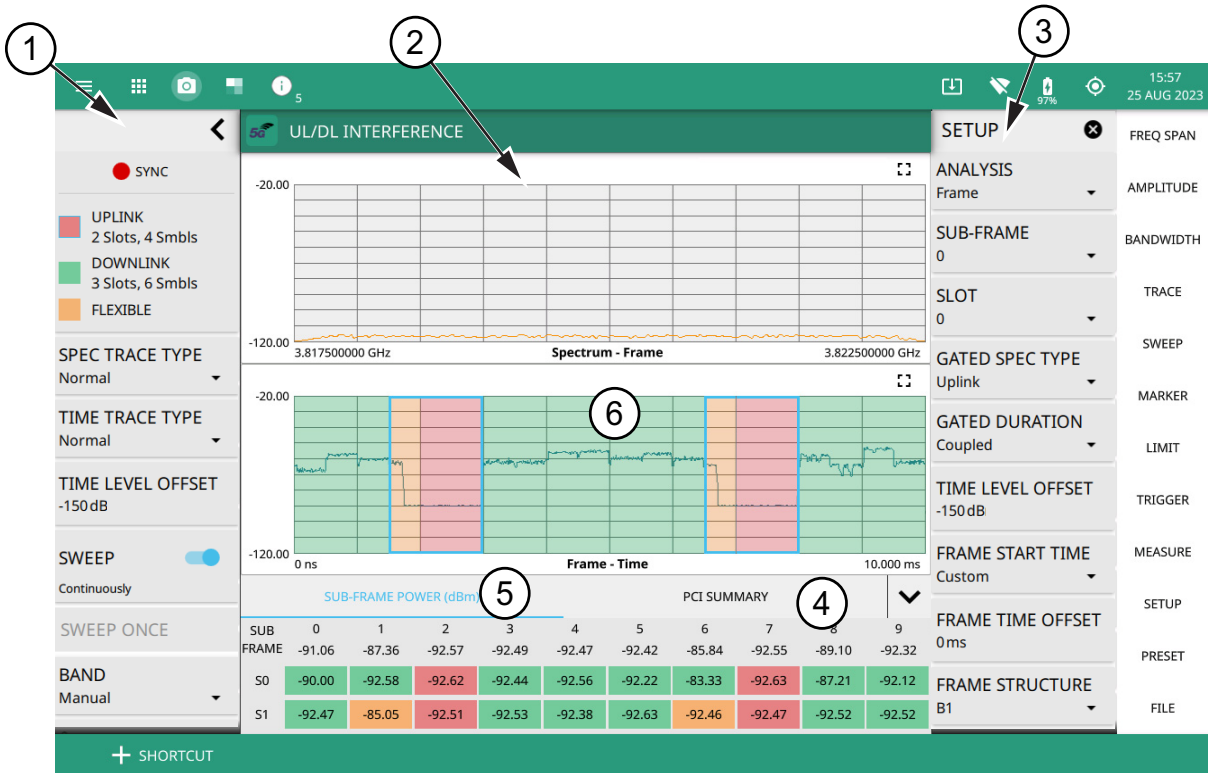 1
2
3
5
97%
15:57
25 AUG 2023
SYNC
UPLINK
2 Slots, 4 Smbls
DOWNLINK
3 Slots, 6 Smbls
FLEXIBLE
SPEC TRACE TYPE
Normal
TIME TRACE TYPE
Normal
TIME LEVEL OFFSET
-150 dB
SWEEP
Continuously
SWEEP ONCE
BAND
Manual
5G UL/DL INTERFERENCE
-20.00
-120.00
3.817500000 GHz Spectrum - Frame 3.822500000 GHz
-20.00
6
-120.00
0 ns Frame - Time 10.000 ms
SUB-FRAME POWER (dBm) 5 PCI SUMMARY 4
SUB 0 1 2 3 4 5 6 7 8 9
FRAME -91.06 -87.36 -92.57 -92.49 -92.47 -92.42 -85.84 -92.55 -89.10 -92.32
S0 -90.00 -92.58 -92.62 -92.44 -92.56 -92.22 -83.33 -92.63 -87.21 -92.12
S1 -92.47 -85.05 -92.51 -92.53 -92.38 -92.63 -92.46 -92.47 -92.52 -92.52
SETUP
ANALYSIS
Frame
SUB-FRAME
0
SLOT
0
GATED SPEC TYPE
Uplink
GATED DURATION
Coupled
TIME LEVEL OFFSET
-150 dB
FRAME START TIME
Custom
FRAME TIME OFFSET
0 ms
FRAME STRUCTURE
B1
FREQ SPAN
AMPLITUDE
BANDWIDTH
TRACE
SWEEP
MARKER
LIMIT
TRIGGER
MEASURE
SETUP
PRESET
FILE
+ SHORTCUT